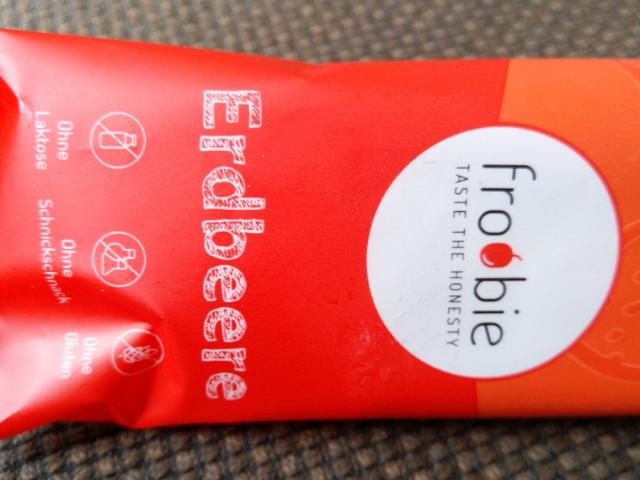 froobie
TASTE THE HONESTY
Erdbeere
Ohne
Laktose
Ohne
Schnickschnack
Ohne
Gluten